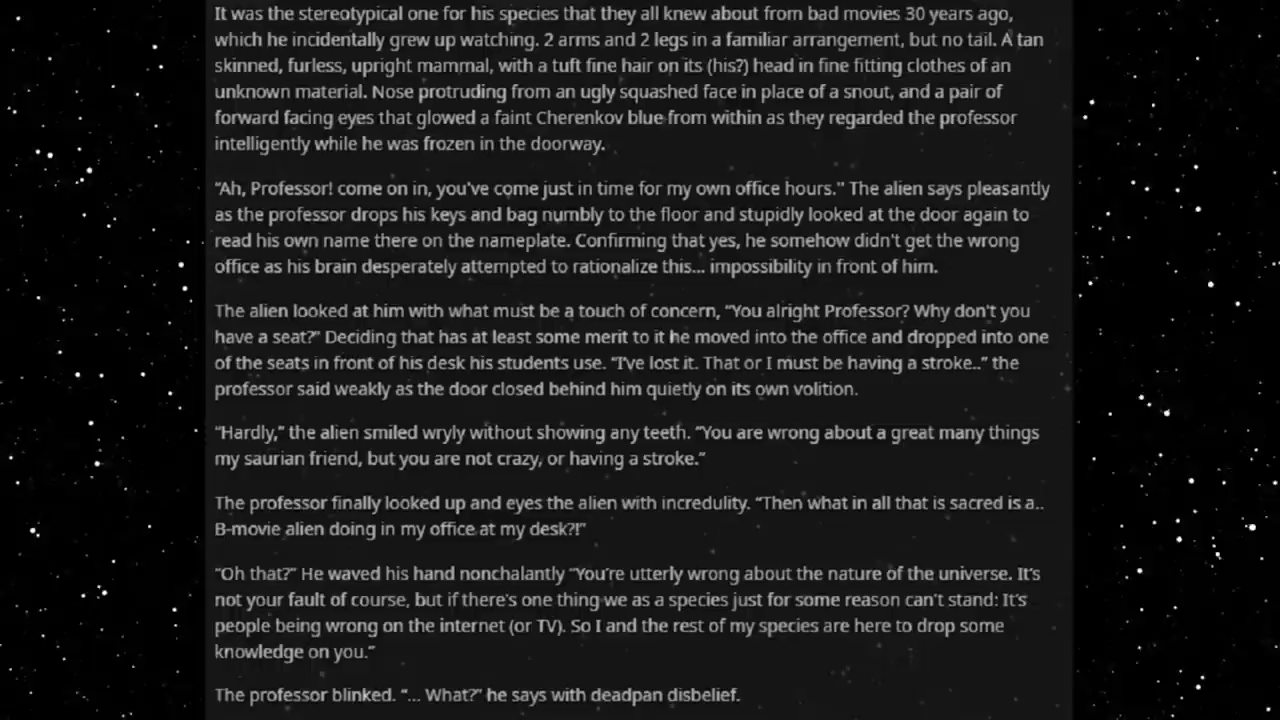 It was the stereotypical one for his species that they all knew about from bad movies 30 years ago,
which he incidentally grew up watching. 2 arms and 2 legs in a familiar arrangement, but no tail. A tan
skinned, furless, upright mammal, with a tuft fine hair on its (his?) head in fine fitting clothes of an
unknown material. Nose protruding from an ugly squashed face in place of a snout, and a pair of
forward facing eyes that glowed a faint Cherenkov blue from within as they regarded the professor
intelligently while he was frozen in the doorway.
“Ah, Professor! come on in, you've come just in time for my own office hours.” The alien says pleasantly
as the professor drops his keys and bag numbly to the floor and stupidly looked at the door again to
read his own name there on the nameplate. Confirming that yes, he somehow didn't get the wrong
office as his brain desperately attempted to rationalize this... impossibility in front of him.
The alien looked at him with what must be a touch of concern, “You alright Professor? Why don't you
have a seat?” Deciding that has at least some merit to it he moved into the office and dropped into one
of the seats in front of his desk his students use. “I've lost it. That or I must be having a stroke..” the
professor said weakly as the door closed behind him quietly on its own volition.
“Hardly,” the alien smiled wryly without showing any teeth. “You are wrong about a great many things
my saurian friend, but you are not crazy, or having a stroke.”
The professor finally looked up and eyes the alien with incredulity. “Then what in all that is sacred is a..
B-movie alien doing in my office at my desk?!”
“Oh that?” He waved his hand nonchalantly “You're utterly wrong about the nature of the universe. It's
not your fault of course, but if there's one thing we as a species just for some reason can't stand: It's
people being wrong on the internet (or TV). So I and the rest of my species are here to drop some
knowledge on you.”
The professor blinked. “... What?” he says with deadpan disbelief.